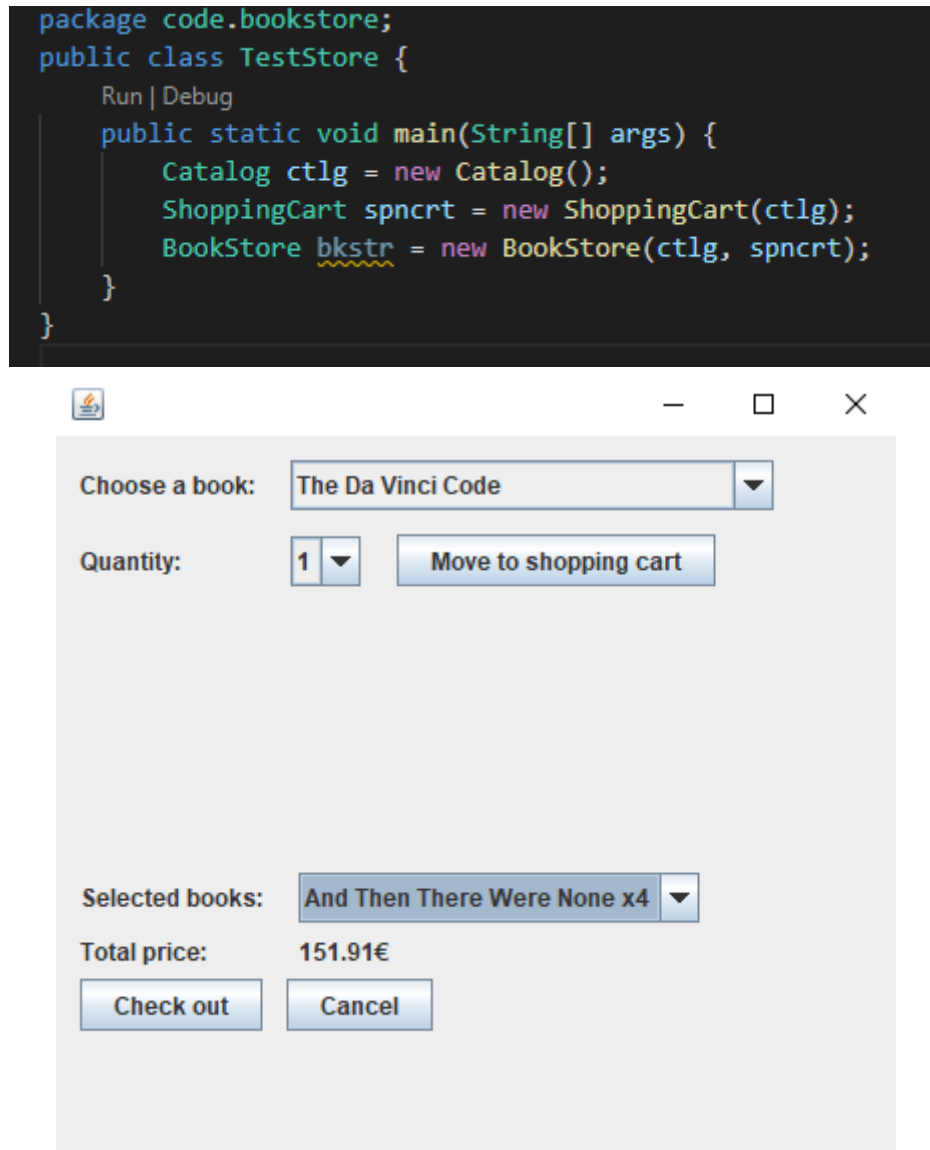 package code.bookstore;
public class TestStore {
Run | Debug
public static void main(String[] args) {
Catalog ctlg = new Catalog();
ShoppingCart spncrt = new ShoppingCart(ctlg);
BookStore bkstr = new BookStore(ctlg, spncrt);
}
}
Choose a book: The Da Vinci Code
Quantity: 1 Move to shopping cart
Selected books: And Then There Were None x4
Total price: 151.91€
Check out Cancel